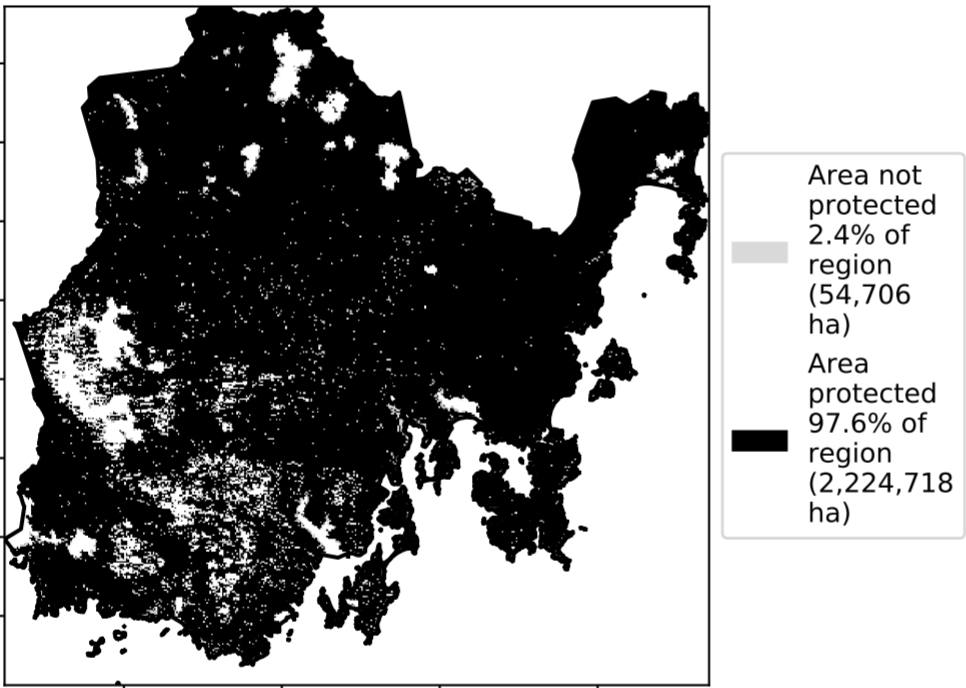 Area not
protected
2.4% of
region
(54,706
ha)
Area
protected
97.6% of
region
(2,224,718
ha)